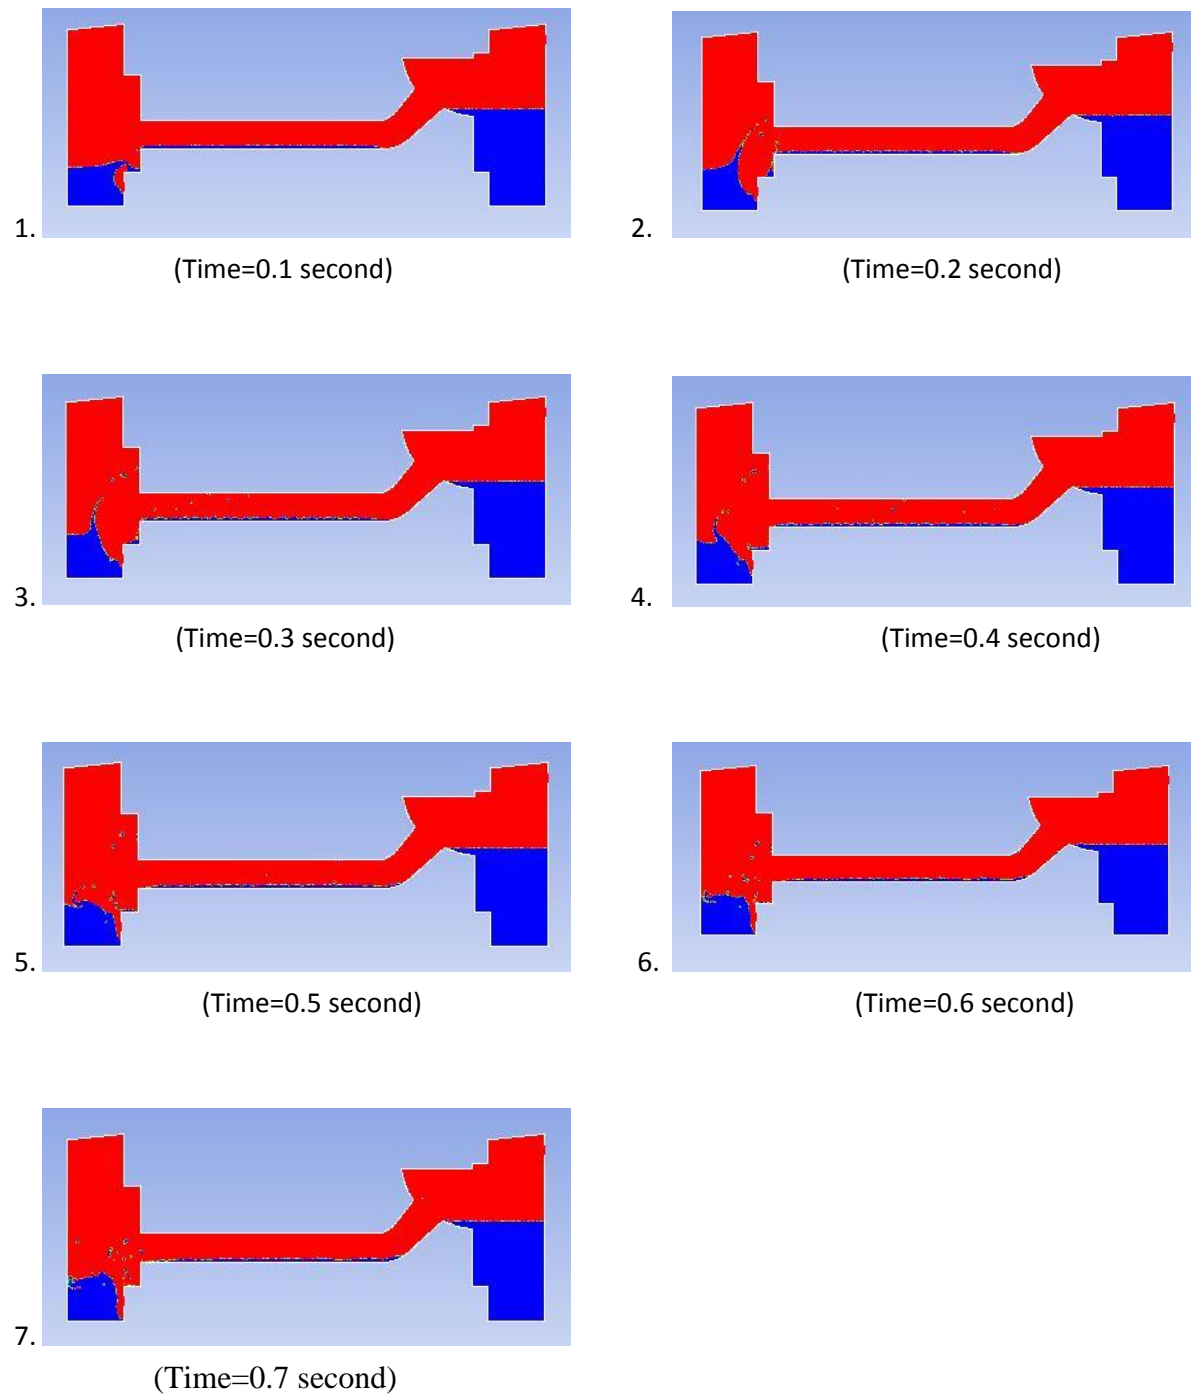 1.
2.
(Time=0.1 second)
(Time=0.2 second)
3.
4.
(Time=0.3 second)
(Time=0.4 second)
5.
6.
(Time=0.5 second)
(Time=0.6 second)
7.
(Time=0.7 second)